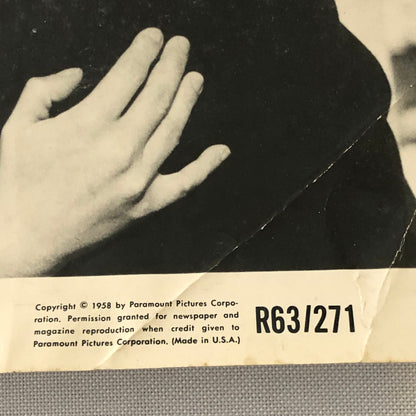 Copyright © 1958 by Paramount Pictures Corpo-
ration. Permission granted for newspaper and
magazine reproduction when credit given to
Paramount Pictures Corporation. (Made in U.S.A.)
R63/271